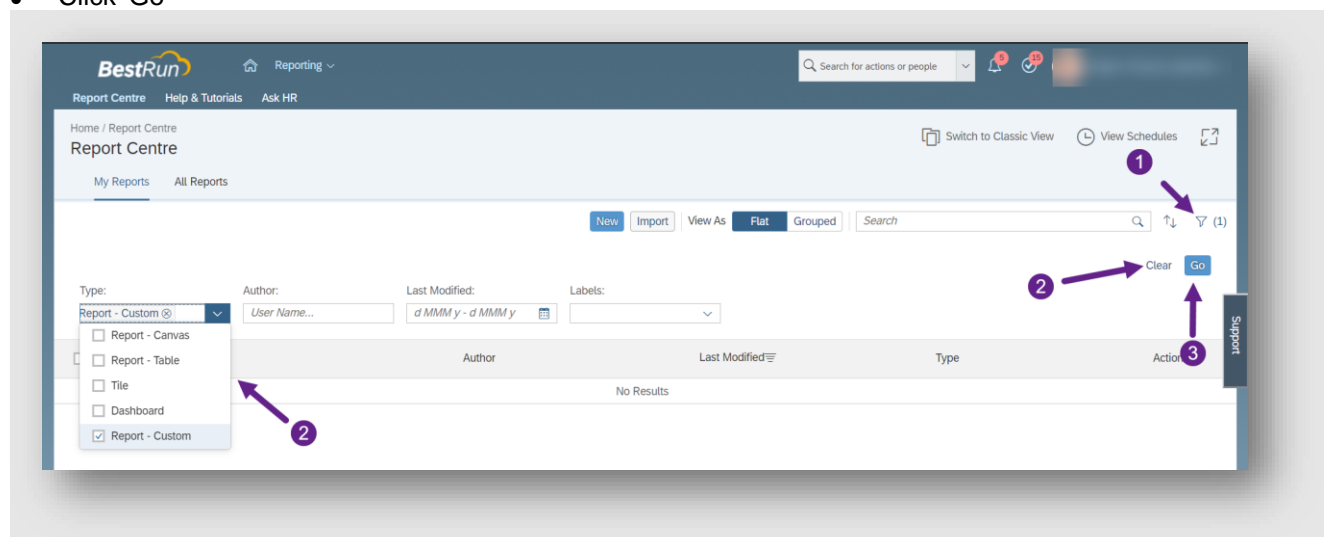 • Click Go
BestRun Reporting Search for actions or people 5 15
Report Centre Help & Tutorials Ask HR
Home / Report Centre
Report Centre
Switch to Classic View View Schedules
1
My Reports All Reports
New Import View As Flat Grouped Search (1)
Clear Go
2
Type: Author: Last Modified: Labels:
Report - Custom User Name... d MMM y - d MMM y
Support
Report - Canvas
Report - Table Author Last Modified Type Action
3
Tile
No Results
Dashboard
Report - Custom
2